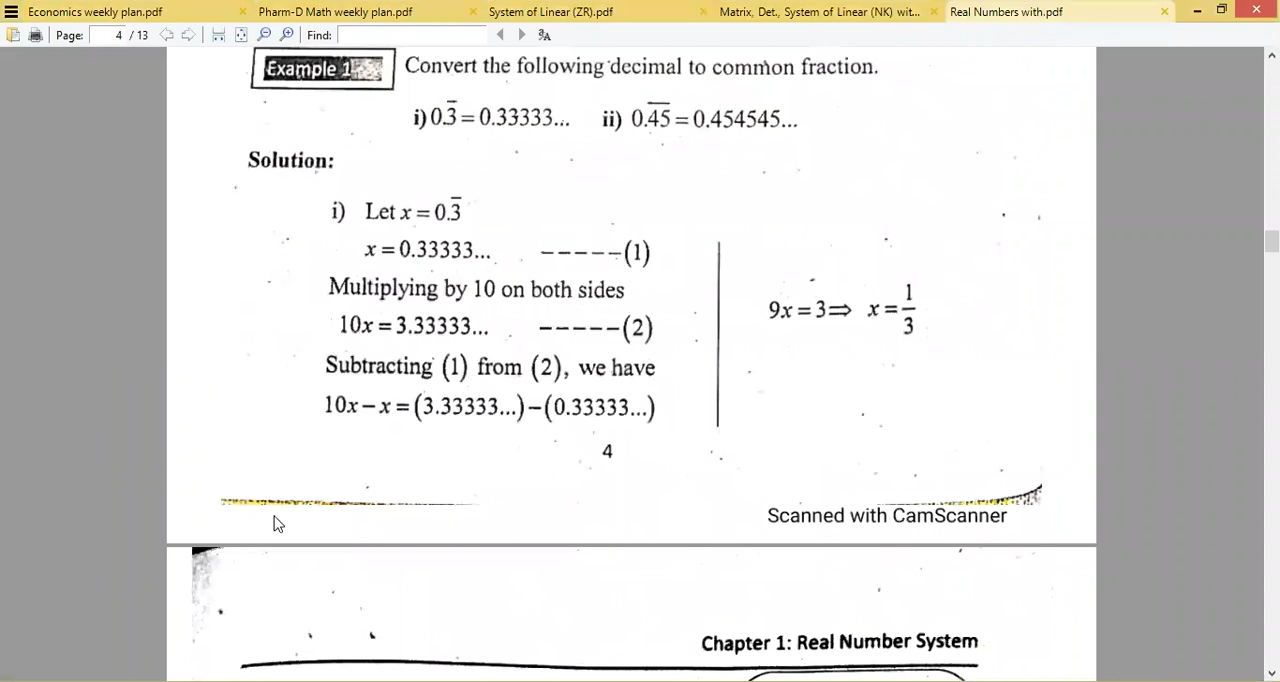 Economics weekly plan.pdf
Pharm-D Math weekly plan.pdf
System of Linear (ZR).pdf
Matrix, Det., System of Linear (NK) wit...
Real Numbers with.pdf
Page: 4 / 13 Find:
Example 1 Convert the following decimal to common fraction.
i) 0.3̅ = 0.33333... ii) 0.4̅5̅ = 0.454545...
Solution:
i) Let x = 0.3̅
x = 0.33333... -----(1)
Multiplying by 10 on both sides
10x = 3.33333... -----(2)
Subtracting (1) from (2), we have
10x − x = (3.33333...) − (0.33333...)
9x = 3 ⇒ x = 1/3
4
Scanned with CamScanner
Chapter 1: Real Number System